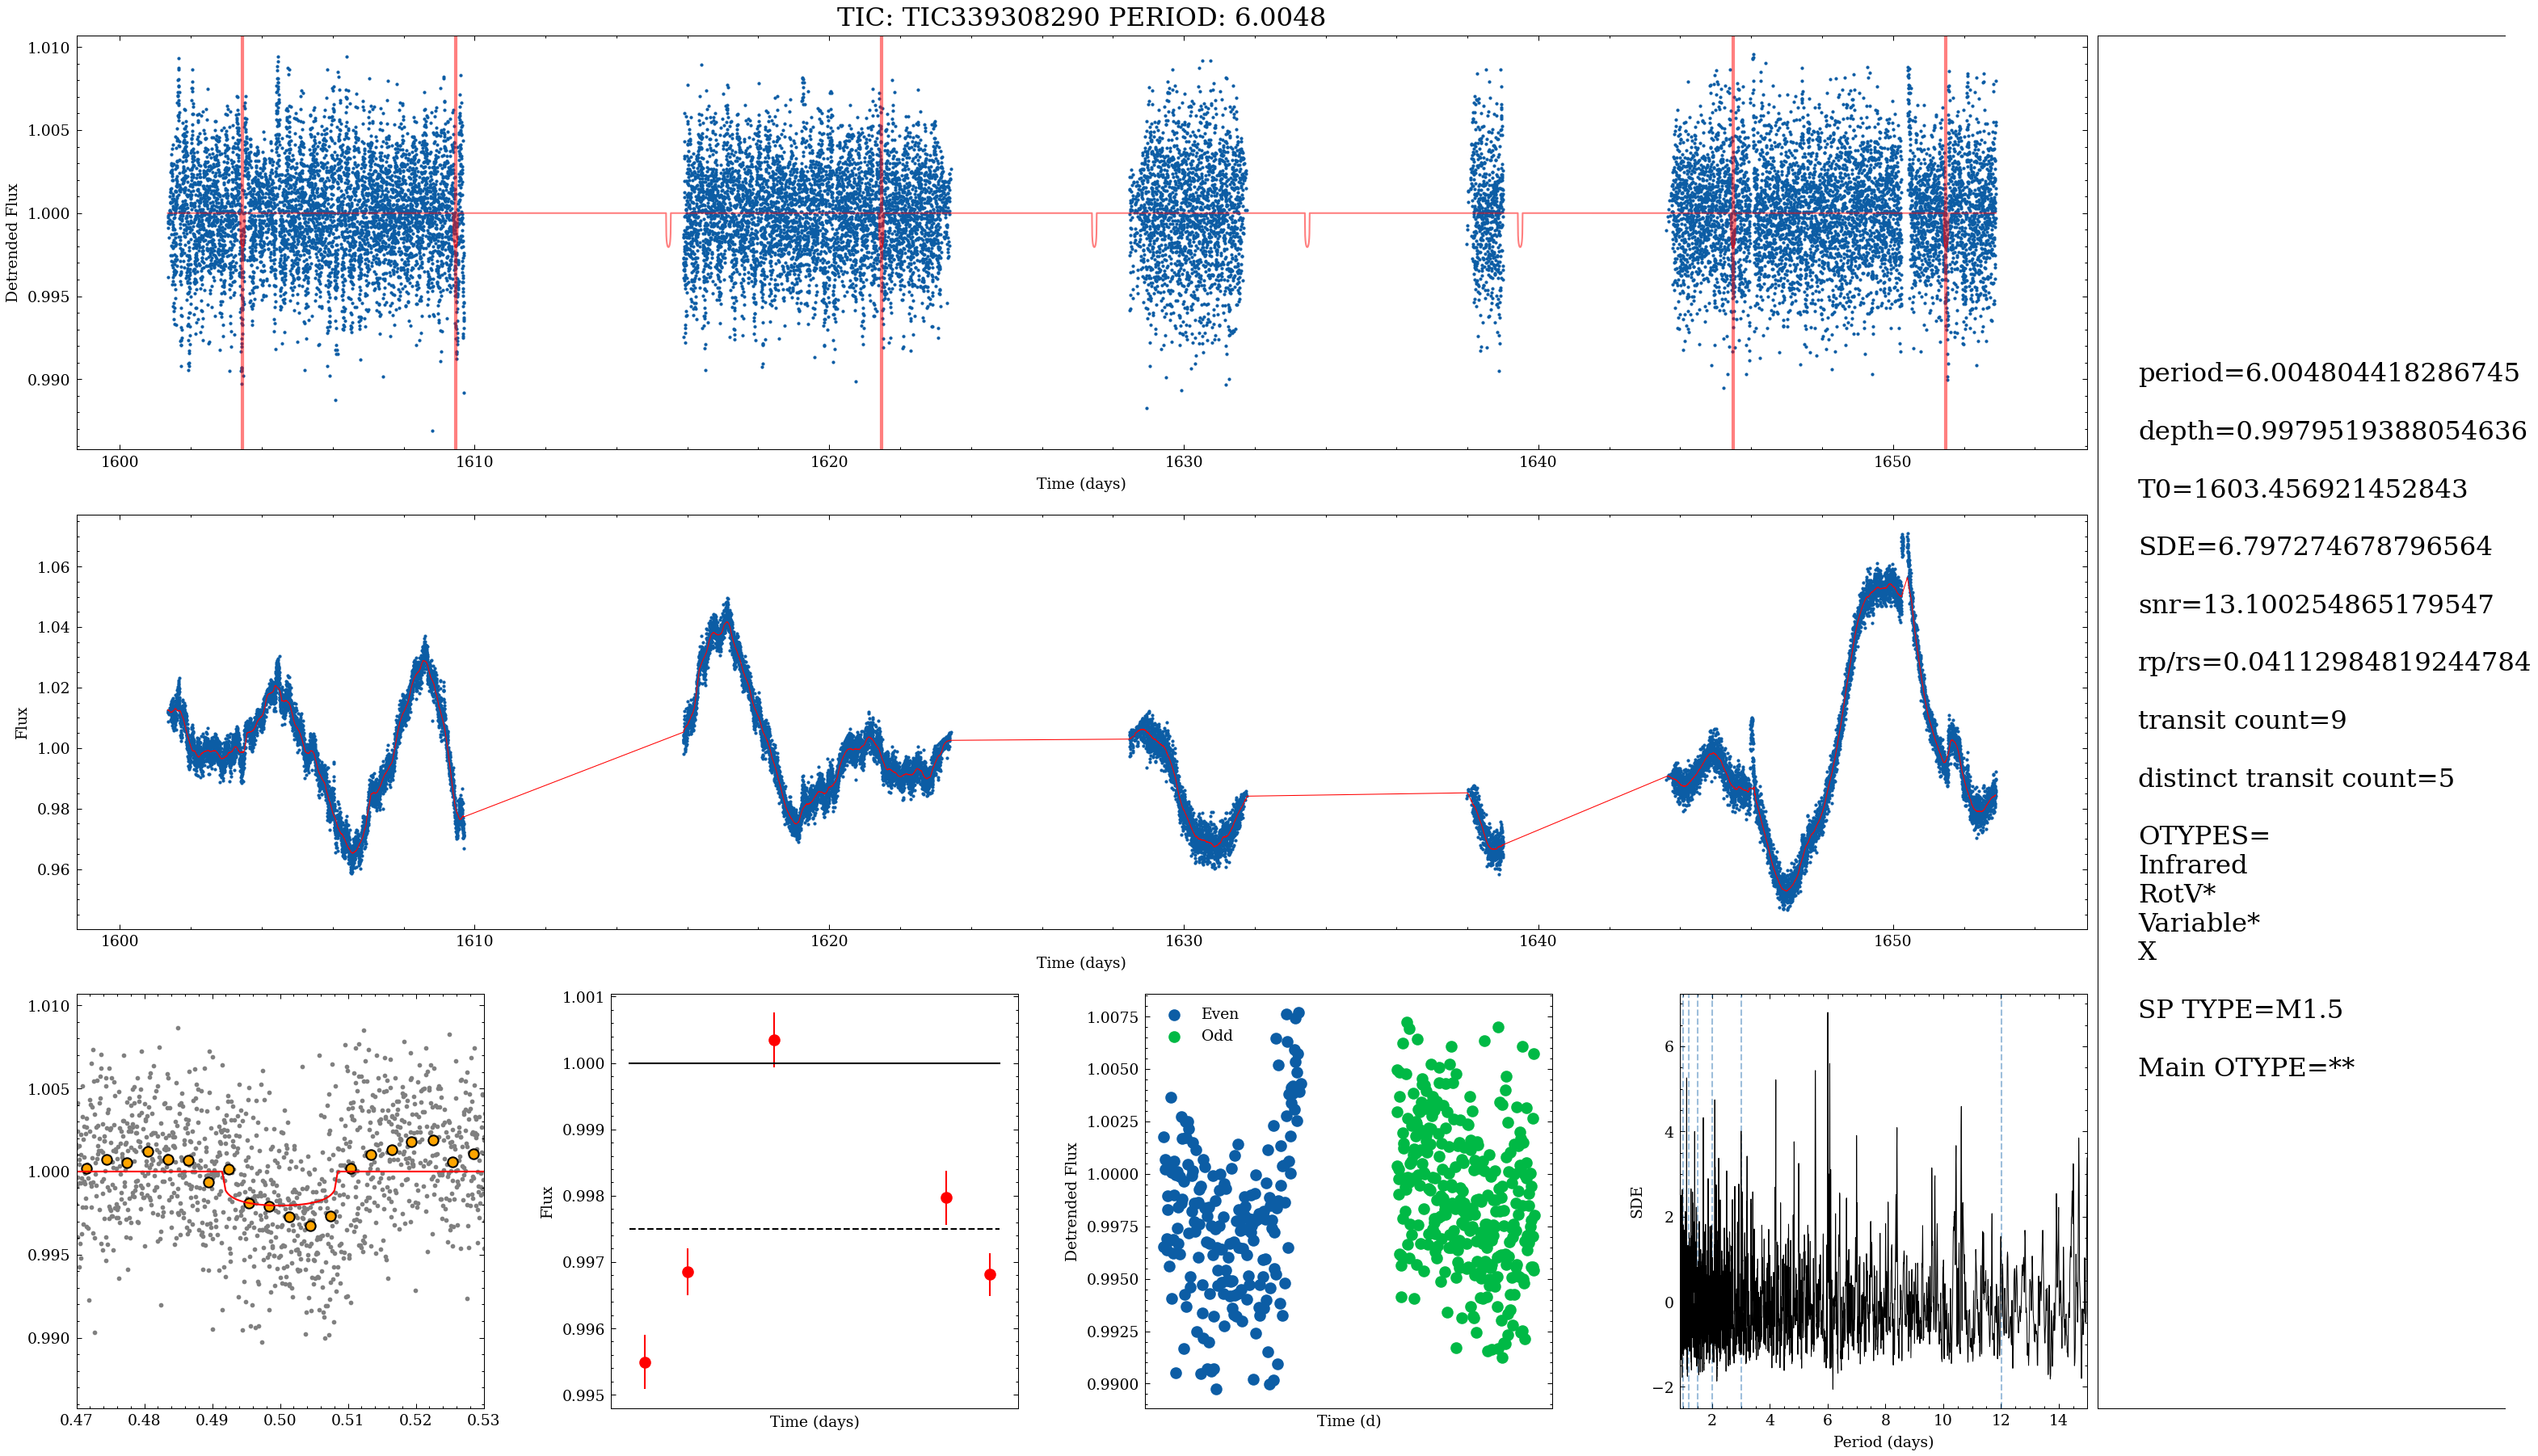 TIC: TIC339308290 PERIOD: 6.0048
Detrended Flux
1.010
1.005
1.000
0.995
0.990
1600
1610
1620
1630
1640
1650
Time (days)
Flux
1.06
1.04
1.02
1.00
0.98
0.96
1600
1610
1620
1630
1640
1650
Time (days)
1.010
1.005
1.000
0.995
0.990
0.47
0.48
0.49
0.50
0.51
0.52
0.53
Flux
1.001
1.000
0.999
0.998
0.997
0.996
0.995
Time (days)
Detrended Flux
1.0075
1.0050
1.0025
1.0000
0.9975
0.9950
0.9925
0.9900
Even
Odd
Time (d)
SDE
6
4
2
0
−2
2
4
6
8
10
12
14
Period (days)
period=6.004804418286745
depth=0.9979519388054636
T0=1603.456921452843
SDE=6.797274678796564
snr=13.100254865179547
rp/rs=0.04112984819244784
transit count=9
distinct transit count=5
OTYPES=
Infrared
RotV*
Variable*
X
SP TYPE=M1.5
Main OTYPE=**